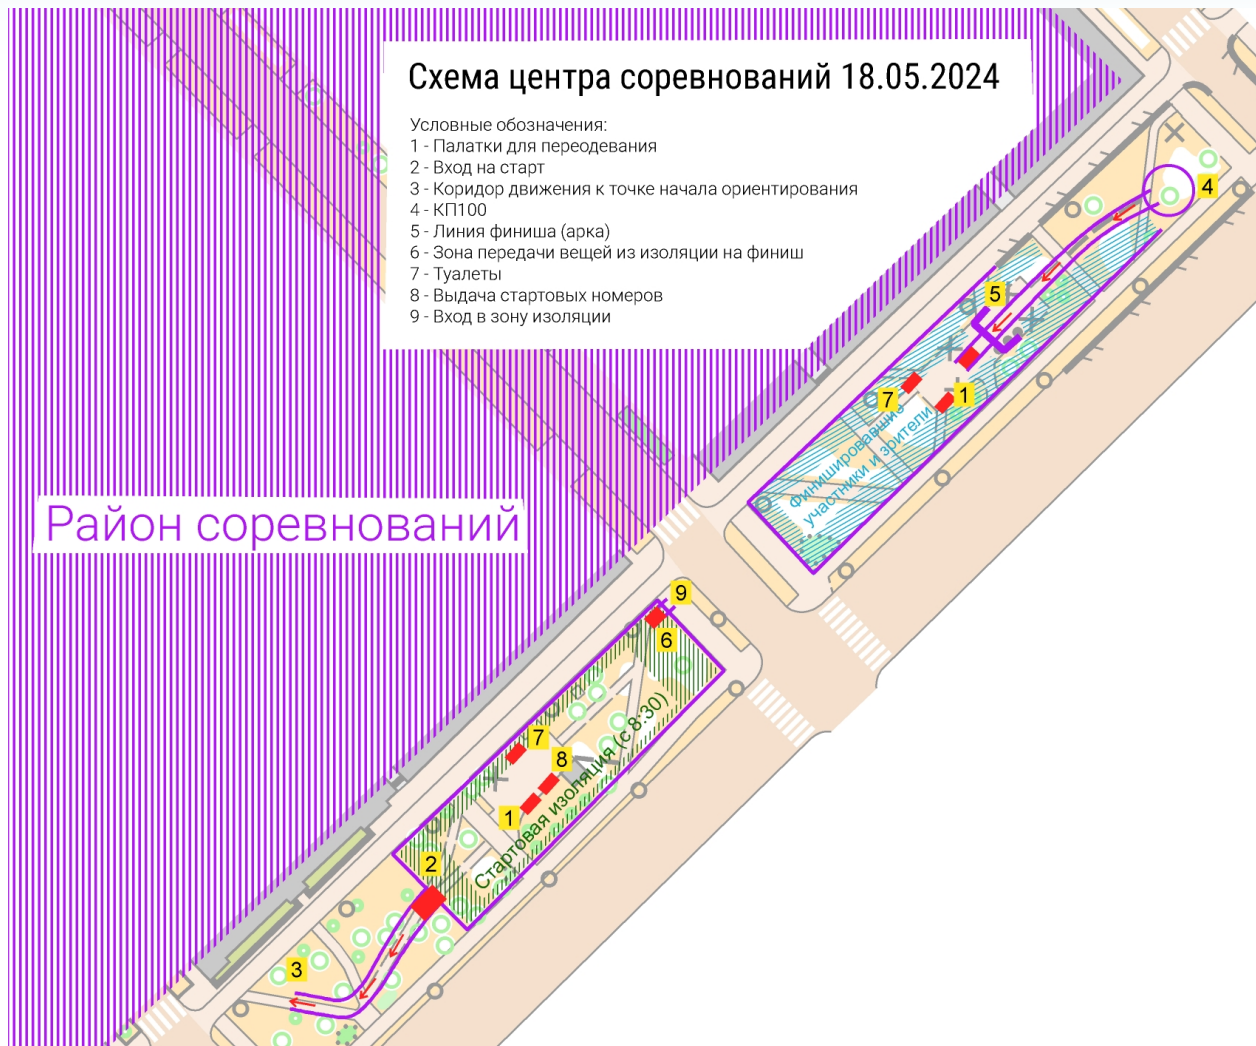 Схема центра соревнований 18.05.2024
Условные обозначения:
1 - Палатки для переодевания
2 - Вход на старт
3 - Коридор движения к точке начала ориентирования
4 - КП100
5 - Линия финиша (арка)
6 - Зона передачи вещей из изоляции на финиш
7 - Туалеты
8 - Выдача стартовых номеров
9 - Вход в зону изоляции
4
5
7
1
Финишировавшие
участники и зрители
Район соревнований
9
6
7
8
1
Стартовая изоляция (с 8:30)
2
3